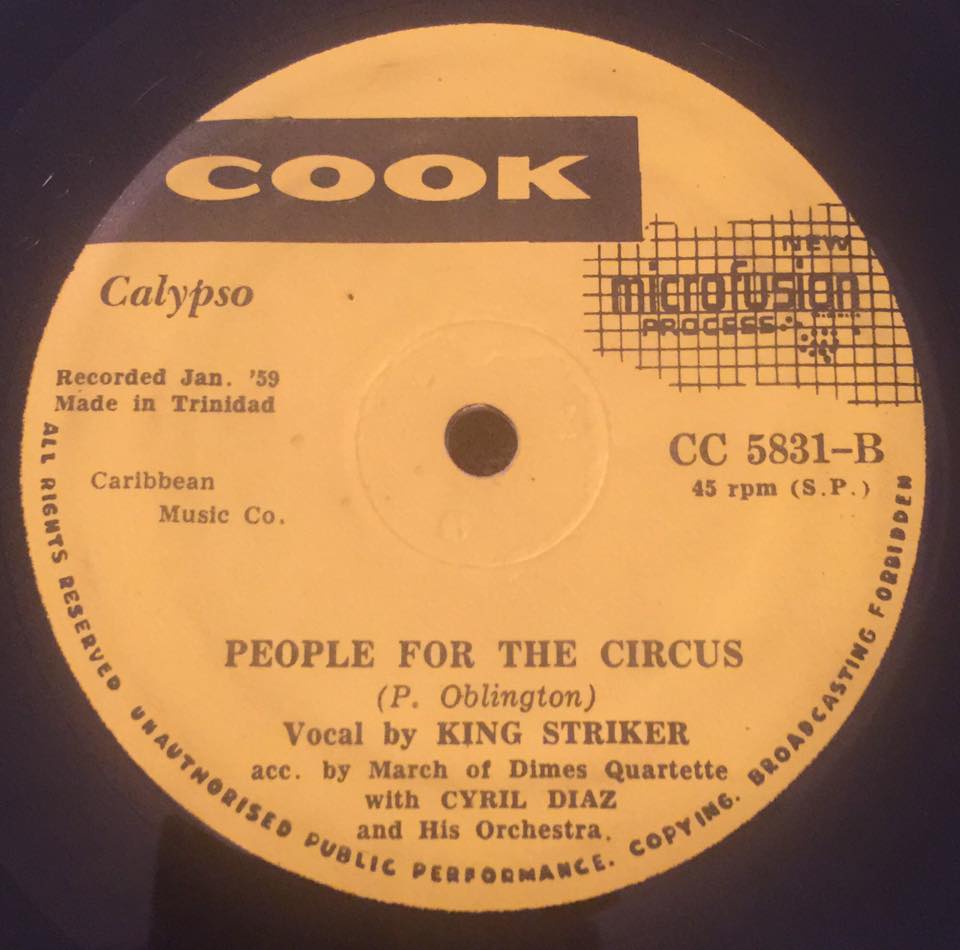 COOK
NEW
microfusion
PROCESS
Calypso
Recorded Jan. '59
Made in Trinidad
Caribbean
Music Co.
CC 5831-B
45 rpm (S.P.)
PEOPLE FOR THE CIRCUS
(P. Oblington)
Vocal by KING STRIKER
acc. by March of Dimes Quartette
with CYRIL DIAZ
and His Orchestra.
ALL RIGHTS RESERVED UNAUTHORISED PUBLIC PERFORMANCE. COPYING. BROADCASTING FORBIDDEN